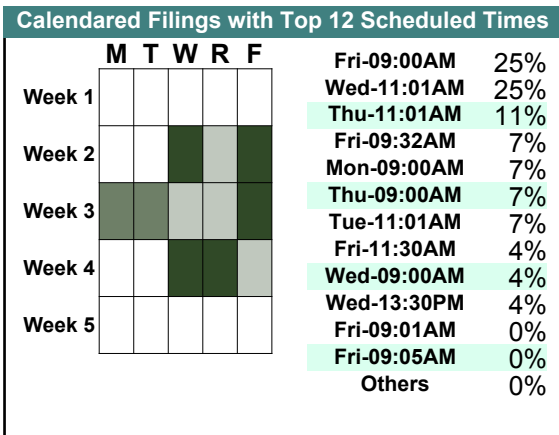 Calendared Filings with Top 12 Scheduled Times
M T W R F
Week 1
Week 2
Week 3
Week 4
Week 5
Fri-09:00AM 25%
Wed-11:01AM 25%
Thu-11:01AM 11%
Fri-09:32AM 7%
Mon-09:00AM 7%
Thu-09:00AM 7%
Tue-11:01AM 7%
Fri-11:30AM 4%
Wed-09:00AM 4%
Wed-13:30PM 4%
Fri-09:01AM 0%
Fri-09:05AM 0%
Others 0%